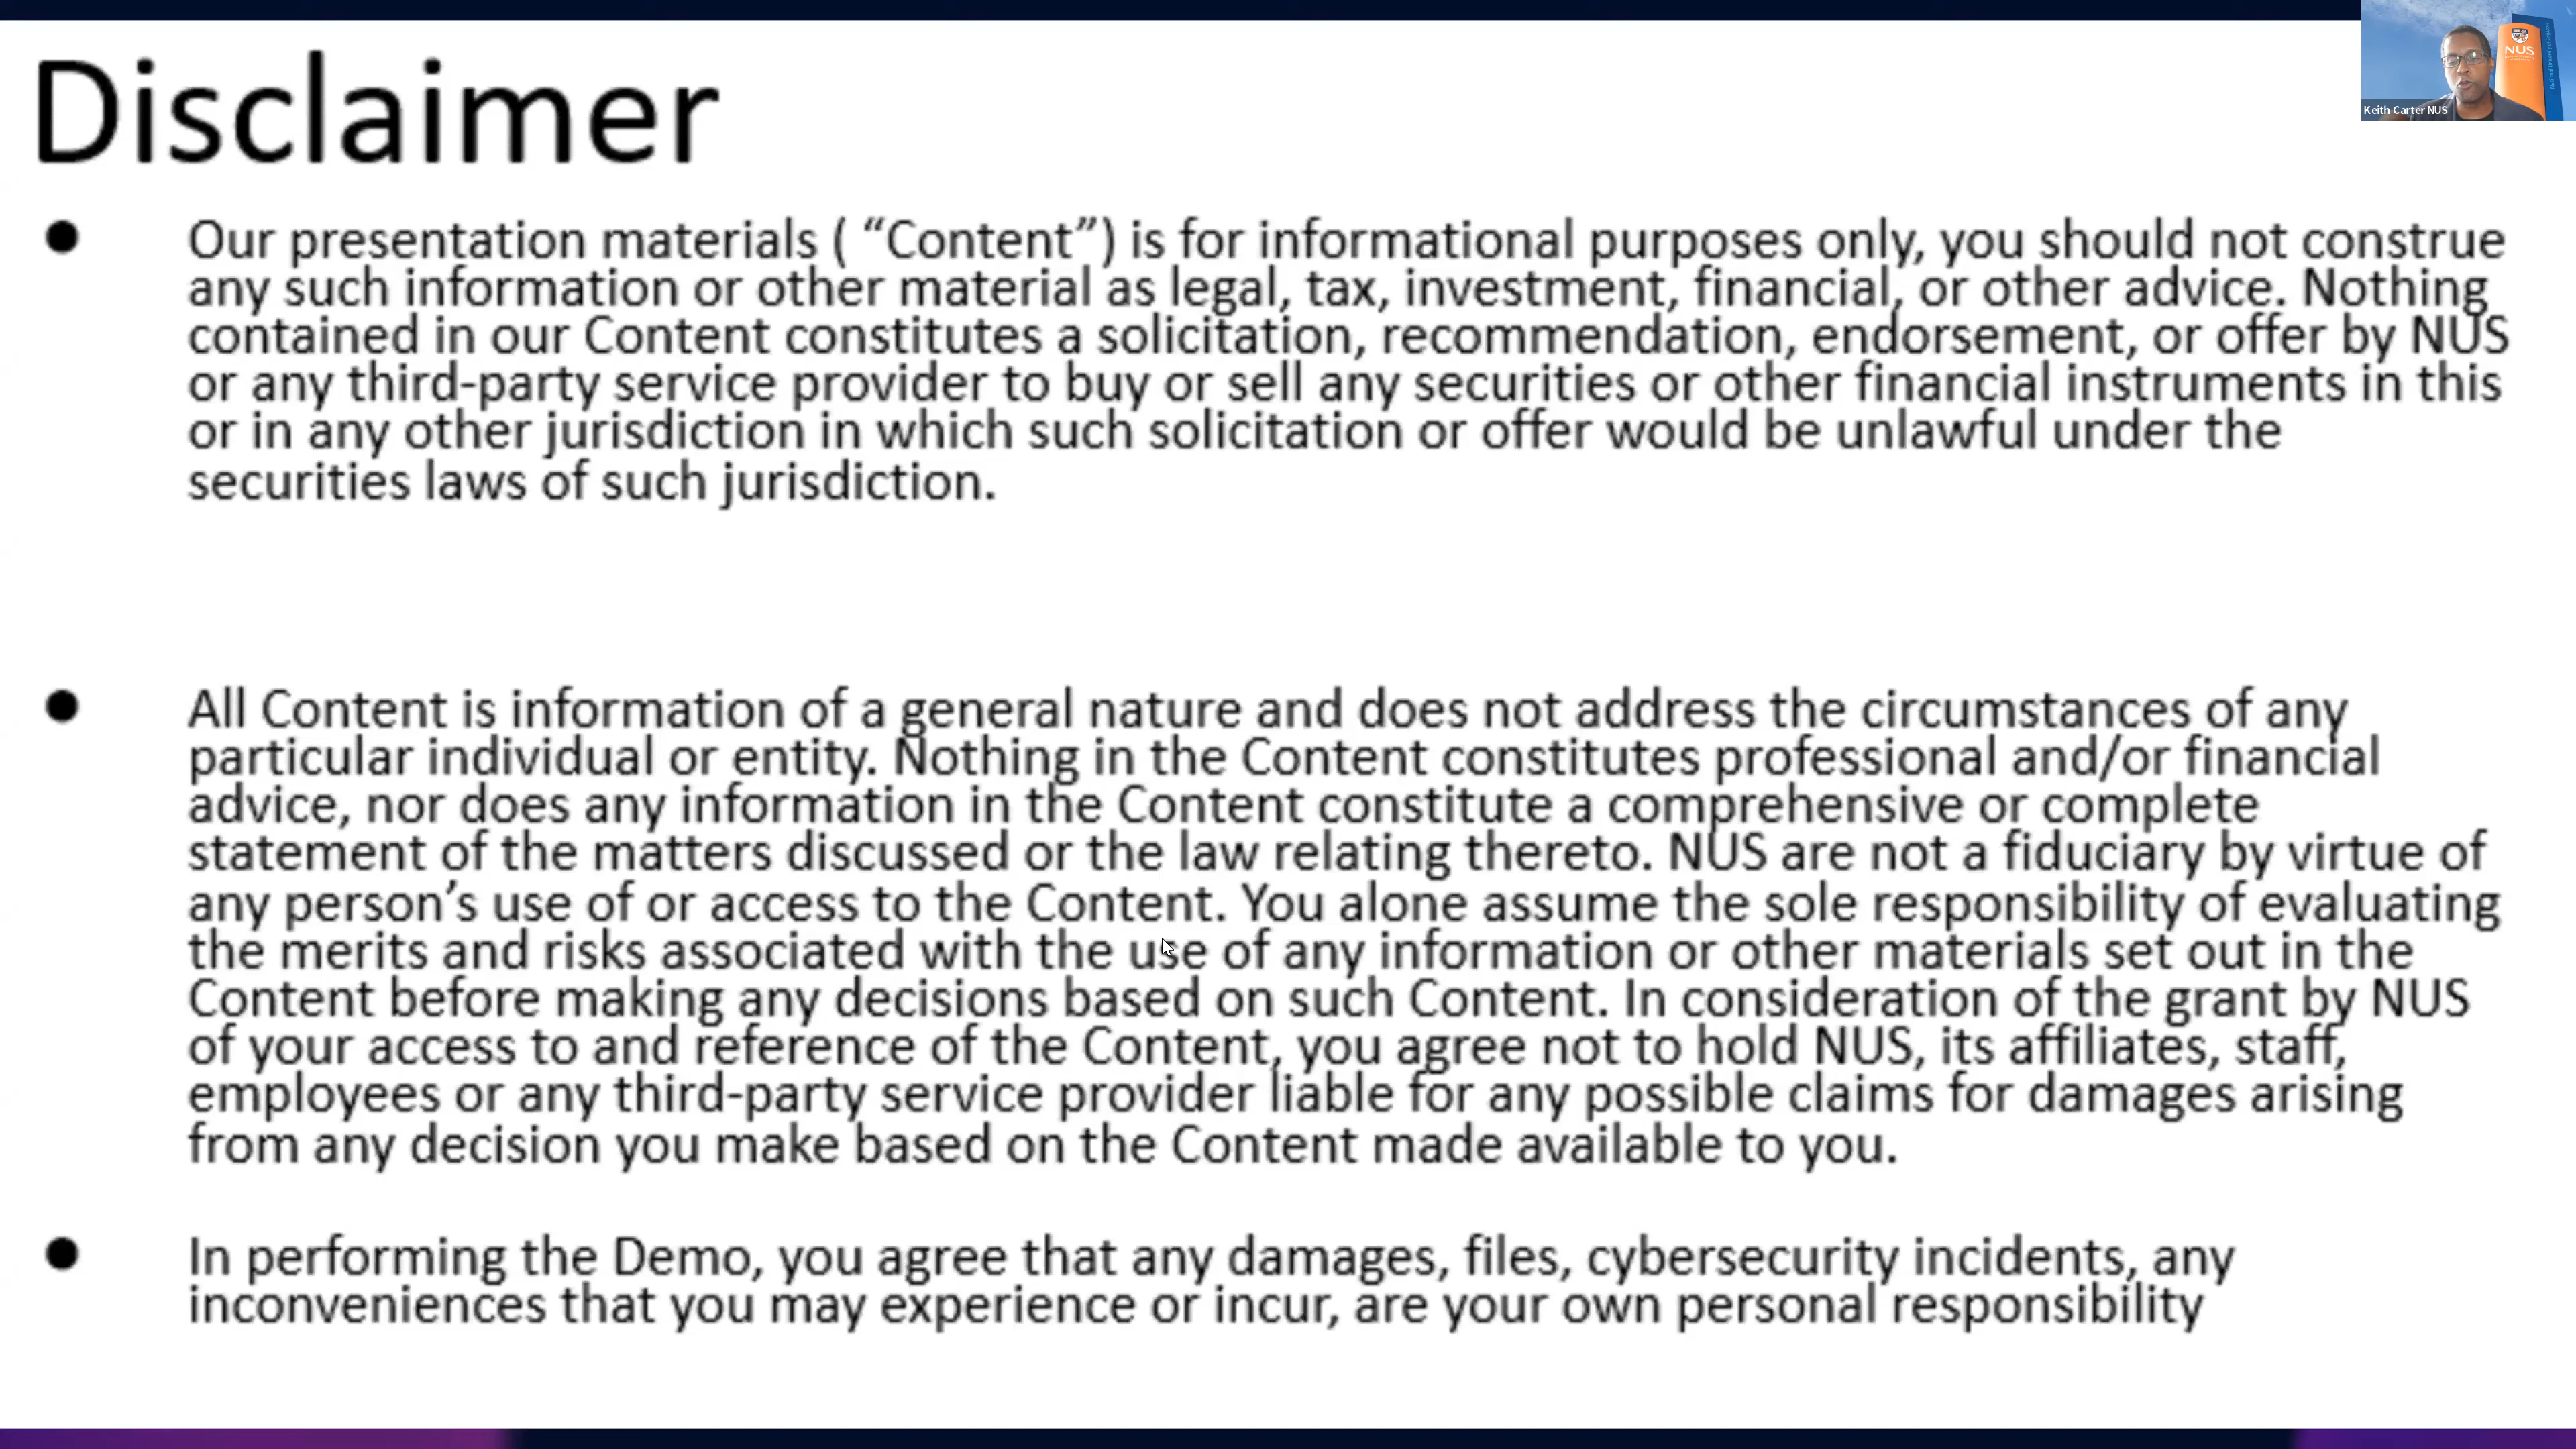 Disclaimer
NUS
Keith Carter NUS
● Our presentation materials ( “Content”) is for informational purposes only, you should not construe
any such information or other material as legal, tax, investment, financial, or other advice. Nothing
contained in our Content constitutes a solicitation, recommendation, endorsement, or offer by NUS
or any third-party service provider to buy or sell any securities or other financial instruments in this
or in any other jurisdiction in which such solicitation or offer would be unlawful under the
securities laws of such jurisdiction.
● All Content is information of a general nature and does not address the circumstances of any
particular individual or entity. Nothing in the Content constitutes professional and/or financial
advice, nor does any information in the Content constitute a comprehensive or complete
statement of the matters discussed or the law relating thereto. NUS are not a fiduciary by virtue of
any person’s use of or access to the Content. You alone assume the sole responsibility of evaluating
the merits and risks associated with the use of any information or other materials set out in the
Content before making any decisions based on such Content. In consideration of the grant by NUS
of your access to and reference of the Content, you agree not to hold NUS, its affiliates, staff,
employees or any third-party service provider liable for any possible claims for damages arising
from any decision you make based on the Content made available to you.
● In performing the Demo, you agree that any damages, files, cybersecurity incidents, any
inconveniences that you may experience or incur, are your own personal responsibility